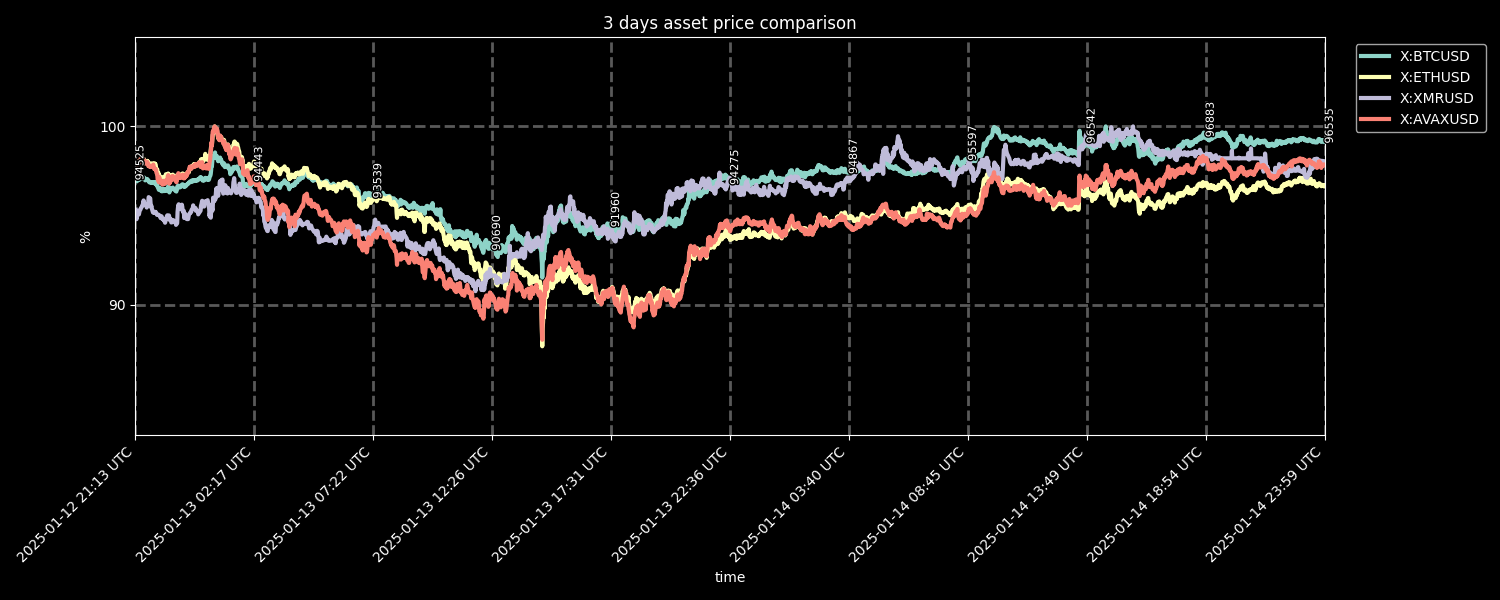 3 days asset price comparison
X:BTCUSD
X:ETHUSD
X:XMRUSD
X:AVAXUSD
100
90
%
94525
94443
93539
90690
91960
94275
94867
95597
96542
96883
96535
2025-01-12 21:13 UTC
2025-01-13 02:17 UTC
2025-01-13 07:22 UTC
2025-01-13 12:26 UTC
2025-01-13 17:31 UTC
2025-01-13 22:36 UTC
2025-01-14 03:40 UTC
2025-01-14 08:45 UTC
2025-01-14 13:49 UTC
2025-01-14 18:54 UTC
2025-01-14 23:59 UTC
time